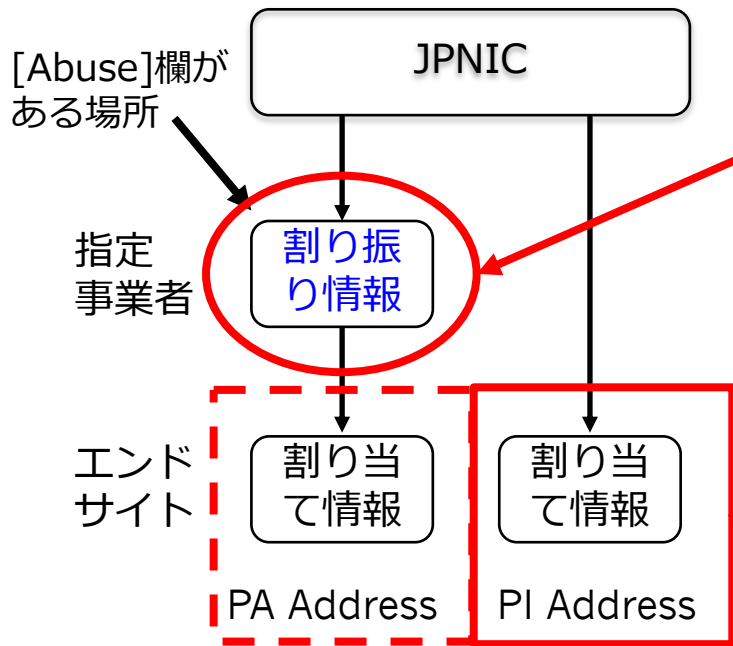 JPNIC
[Abuse]欄が
ある場所
指定
事業者
割り振
り情報
エンド
サイト
割り当
て情報
割り当
て情報
PA Address
PI Address